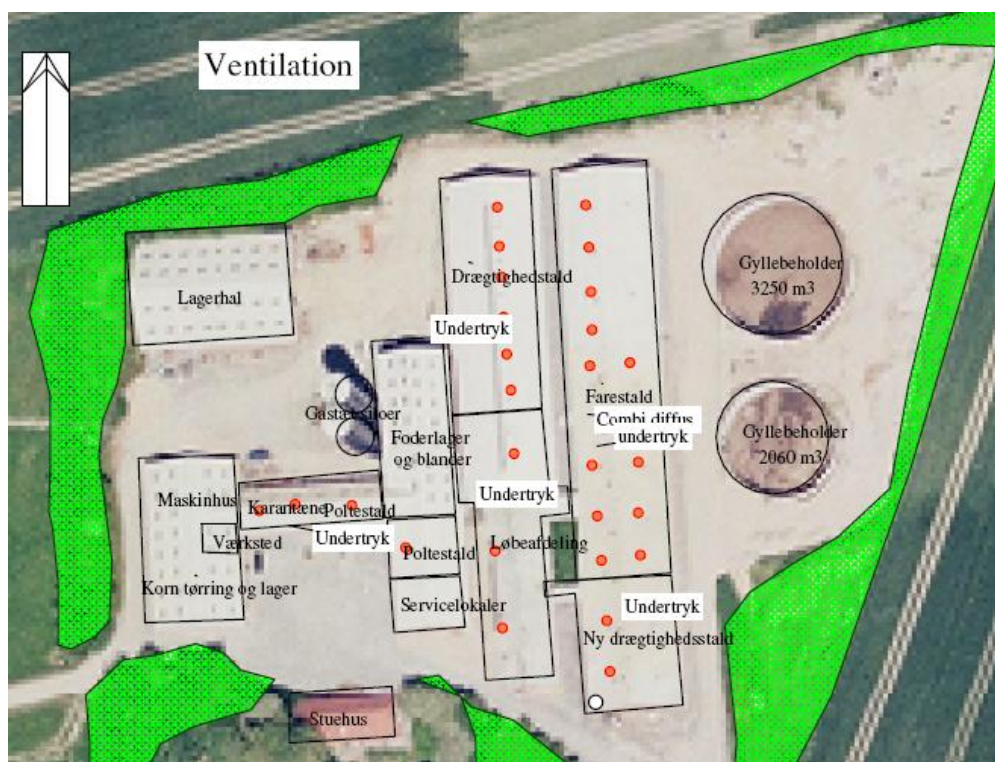 Ventilation
Gyllebeholder
3250 m3
Drægtighedstald
Lagerhal
Undertryk
Farestald
Combi diffus
undertryk
Gastætsiloer
Foderlager
og blander
Gyllebeholder
2060 m3
Maskinhus
Karantæne
Poltestald
Undertryk
Undertryk
Værksted
Poltestald
Løbeafdeling
Korn tørring og lager
Servicelokaler
Undertryk
Ny drægtighedsstald
Stuehus